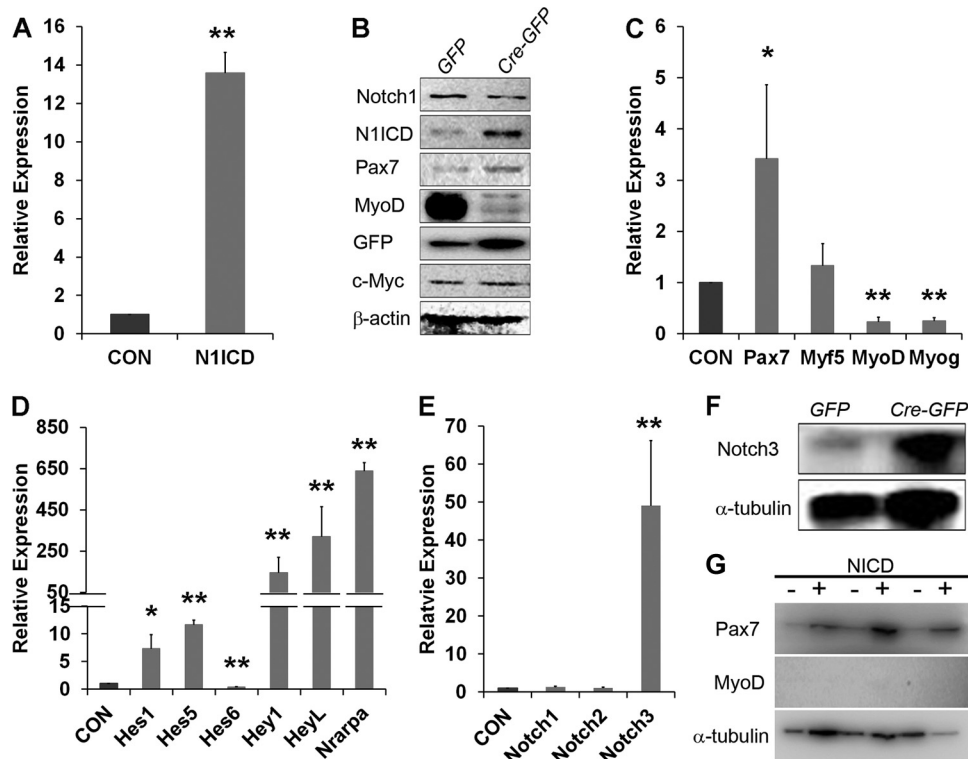 A
Relative Expression
16
14
12
10
8
6
4
2
0
**
CON
N1ICD
B
GFP
Cre-GFP
Notch1
N1ICD
Pax7
MyoD
GFP
c-Myc
β-actin
C
Relative Expression
6
5
4
3
2
1
0
*
**
**
CON
Pax7
Myf5
MyoD
Myog
D
Relative Expression
850
650
450
250
50
15
10
5
0
*
**
**
**
**
**
CON
Hes1
Hes5
Hes6
Hey1
HeyL
Nrarpa
E
Relatvie Expression
70
60
50
40
30
20
10
0
**
CON
Notch1
Notch2
Notch3
F
GFP
Cre-GFP
Notch3
α-tubulin
G
NICD
- + - + - +
Pax7
MyoD
α-tubulin